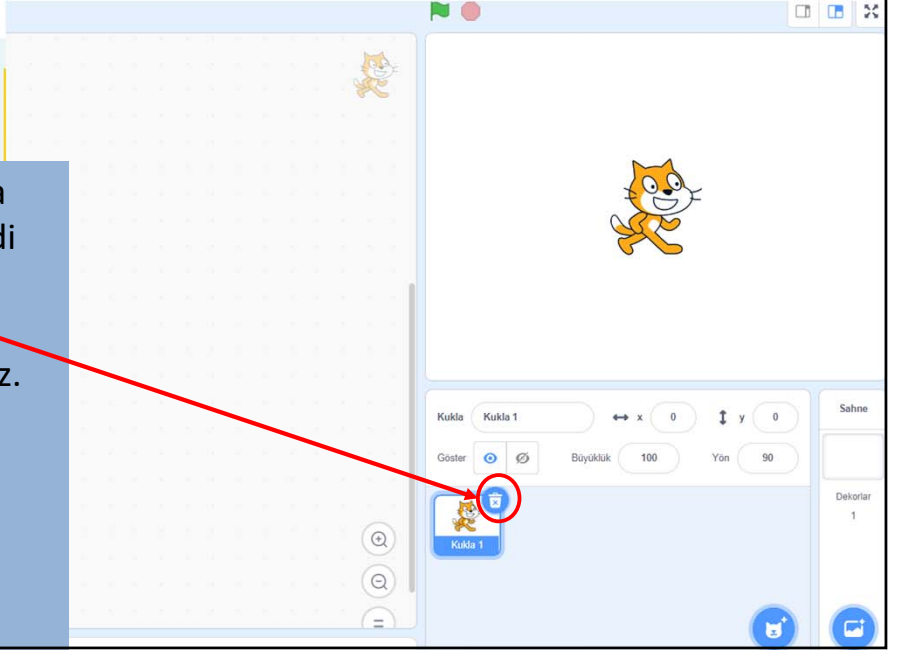 a
di
z.
Kukla Kukla 1 x 0 y 0
Göster Büyüklük 100 Yön 90
Kukla 1
Sahne
Dekorlar
1